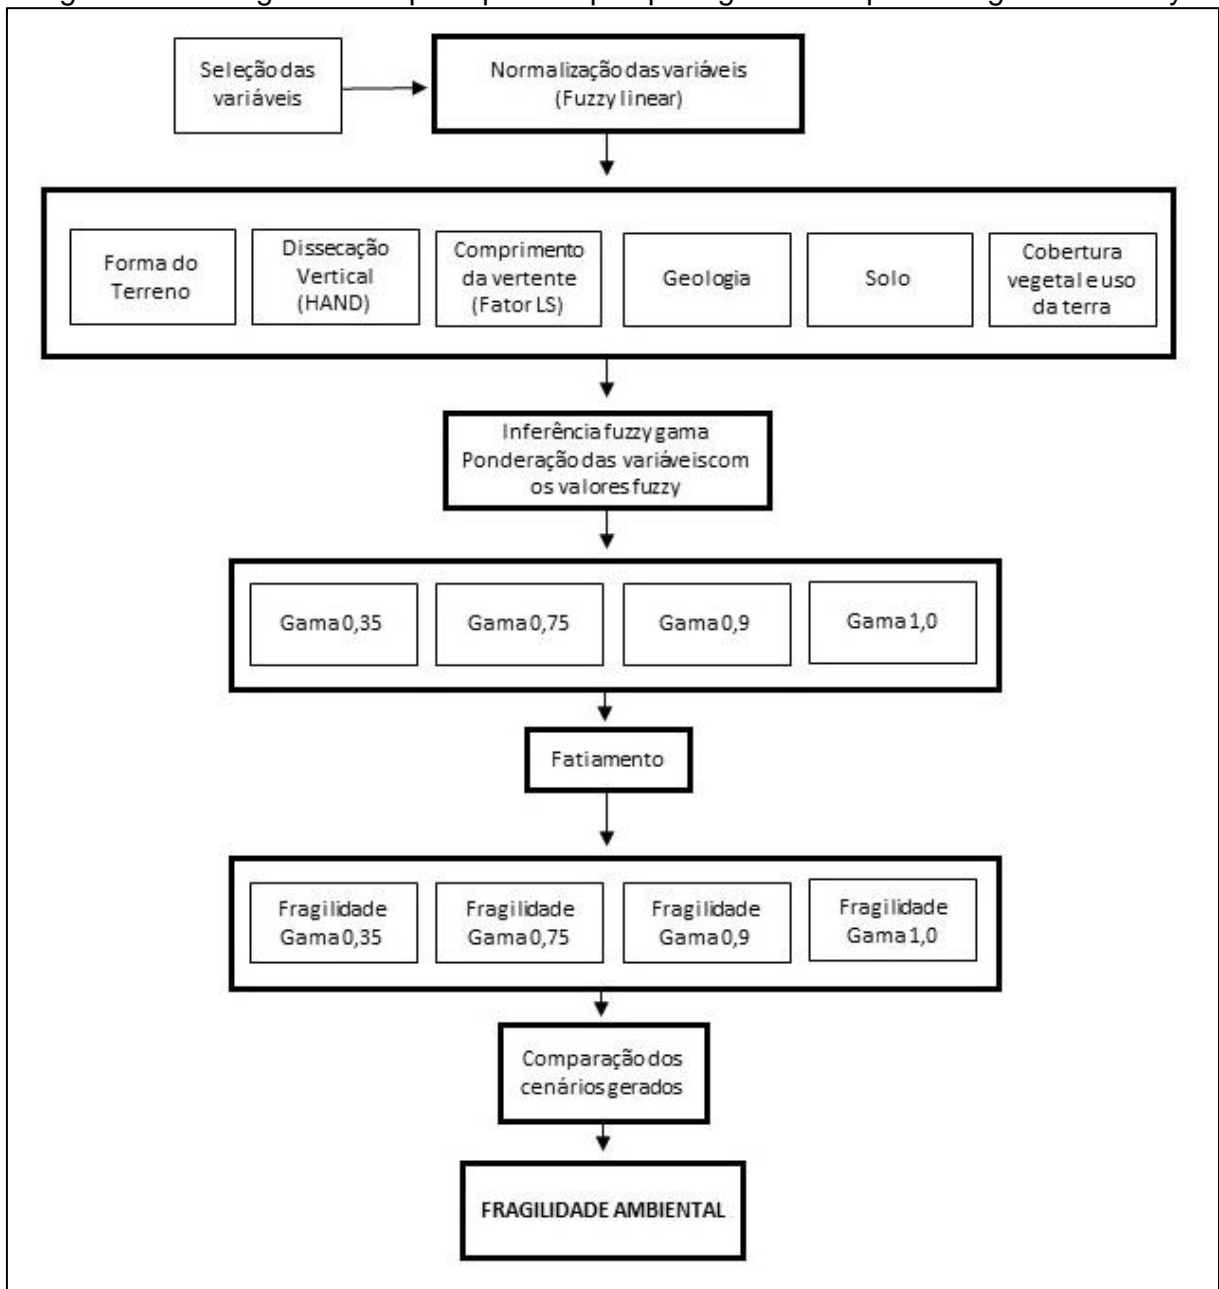 Seleção das
variáveis
Normalização das variáveis
(Fuzzy linear)
Forma do
Terreno
Dissecação
Vertical
(HAND)
Comprimento
da vertente
(Fator LS)
Geologia
Solo
Cobertura
vegetal e uso
da terra
Inferência fuzzy gama
Ponderação das variáveis com
os valores fuzzy
Gama 0,35
Gama 0,75
Gama 0,9
Gama 1,0
Fatiamento
Fragilidade
Gama 0,35
Fragilidade
Gama 0,75
Fragilidade
Gama 0,9
Fragilidade
Gama 1,0
Comparação dos
cenários gerados
FRAGILIDADE AMBIENTAL